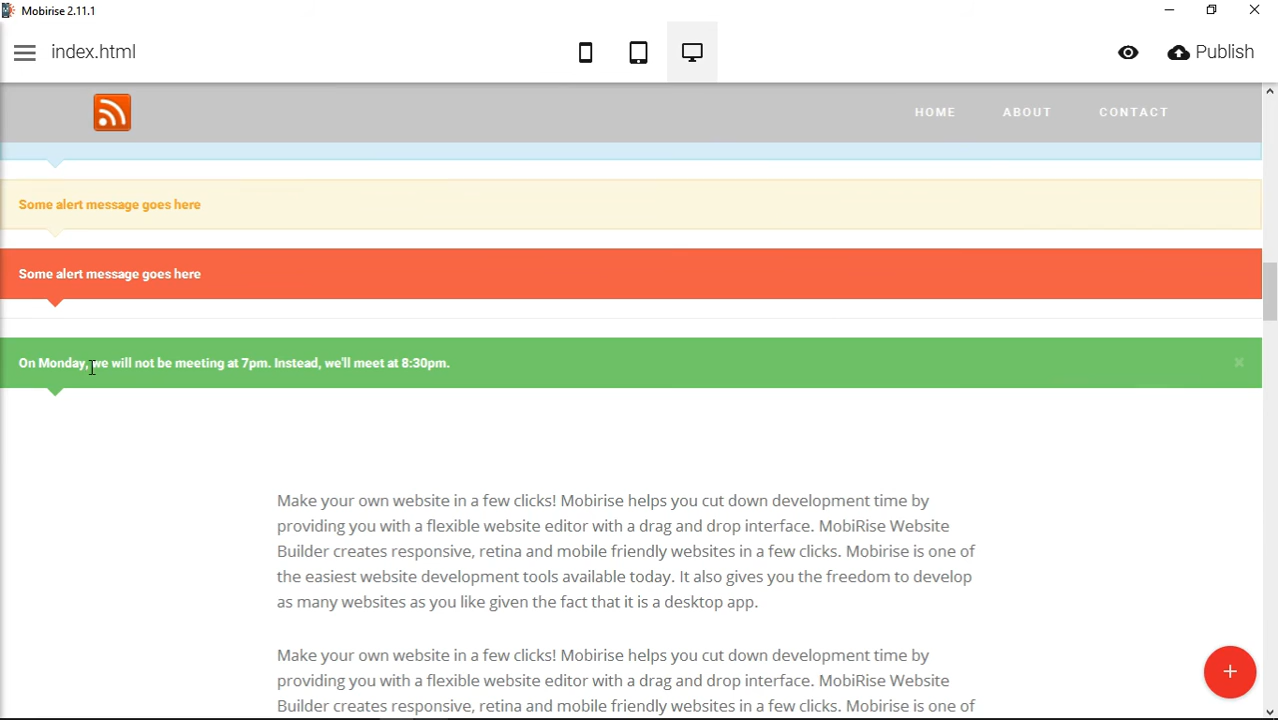 Mobirise 2.11.1
index.html
Publish
HOME ABOUT CONTACT
Some alert message goes here
Some alert message goes here
On Monday, we will not be meeting at 7pm. Instead, we'll meet at 8:30pm.
×
Make your own website in a few clicks! Mobirise helps you cut down development time by
providing you with a flexible website editor with a drag and drop interface. MobiRise Website
Builder creates responsive, retina and mobile friendly websites in a few clicks. Mobirise is one of
the easiest website development tools available today. It also gives you the freedom to develop
as many websites as you like given the fact that it is a desktop app.
Make your own website in a few clicks! Mobirise helps you cut down development time by
providing you with a flexible website editor with a drag and drop interface. MobiRise Website
Builder creates responsive, retina and mobile friendly websites in a few clicks. Mobirise is one of